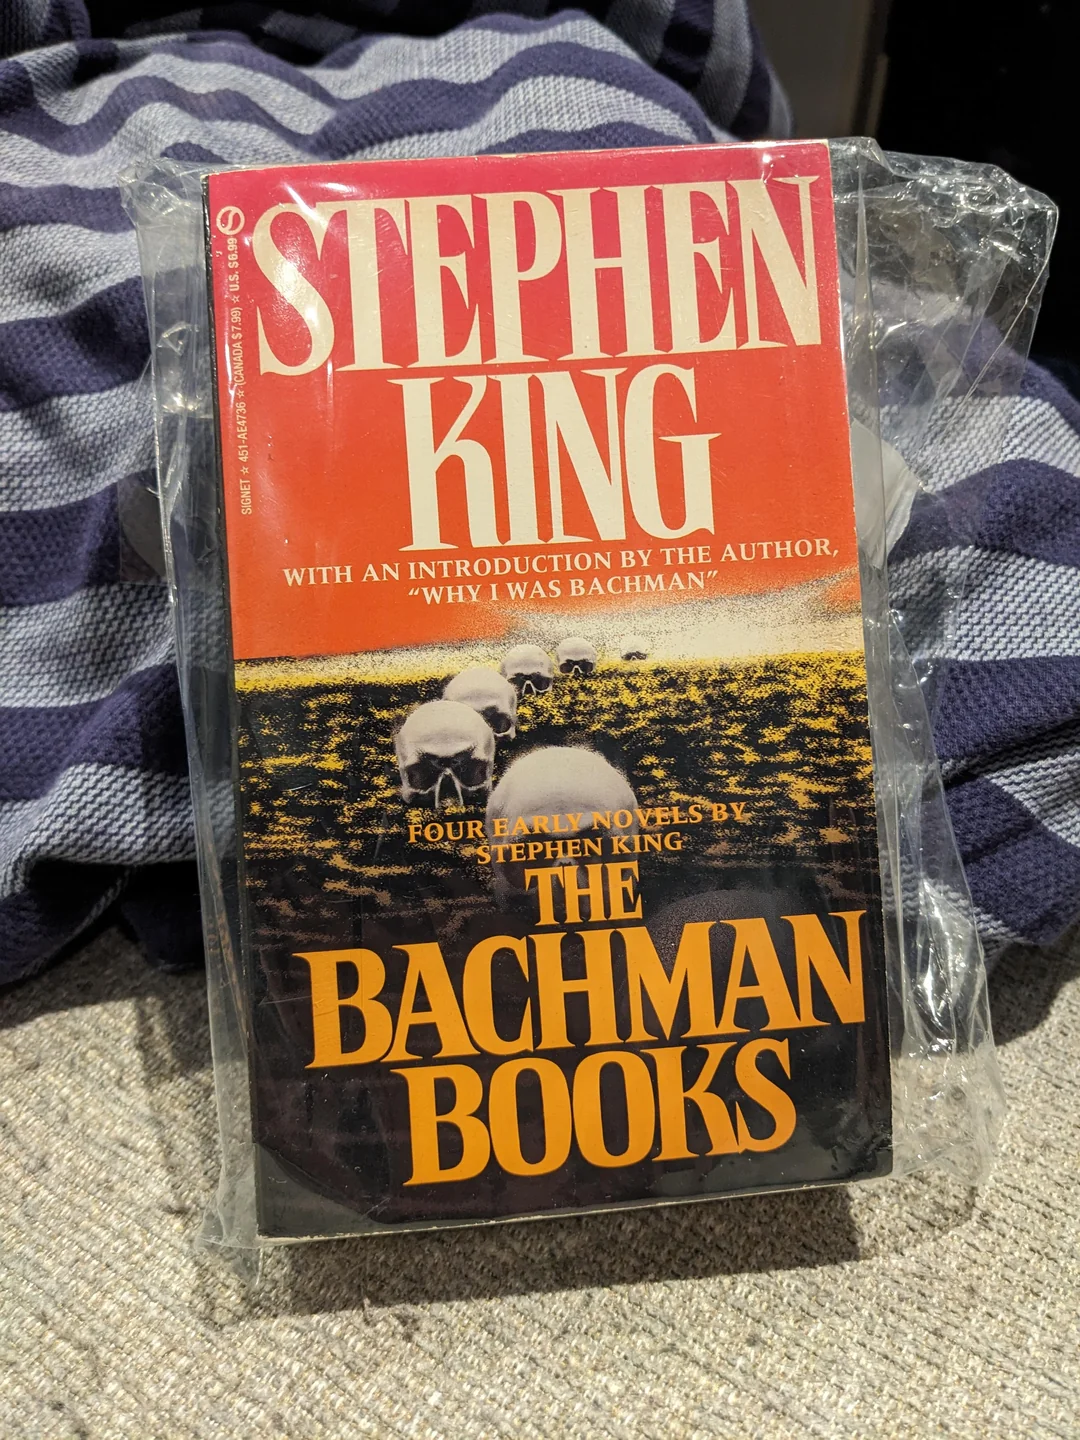 SIGNET ☆ 451-AE4736 ☆ (CANADA $7.99) ☆ U.S. $6.99
STEPHEN
KING
WITH AN INTRODUCTION BY THE AUTHOR,
“WHY I WAS BACHMAN”
FOUR EARLY NOVELS BY
STEPHEN KING
THE
BACHMAN
BOOKS